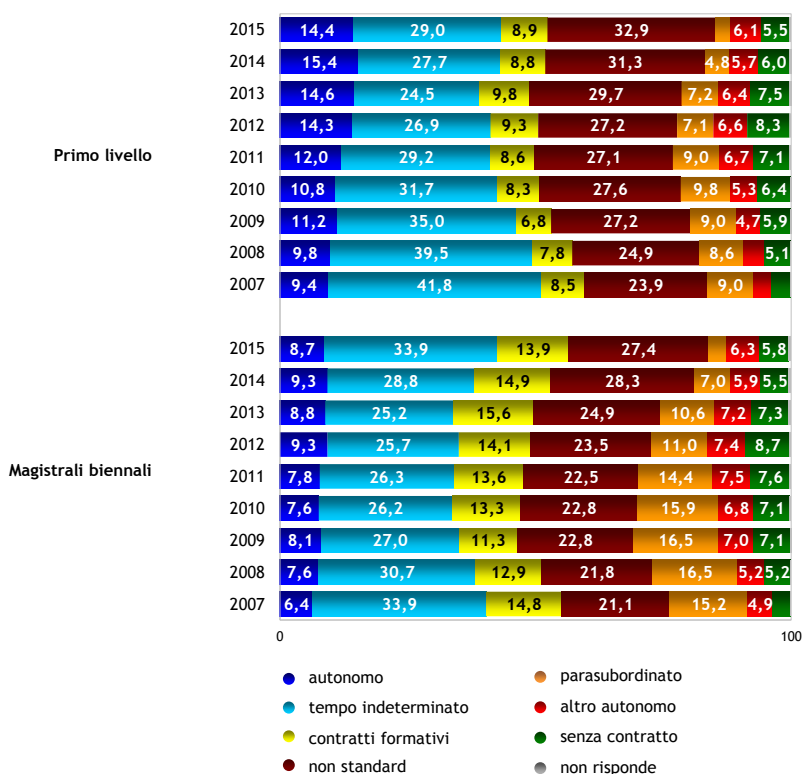 2015 14,4 29,0 8,9 32,9 6,1 5,5
2014 15,4 27,7 8,8 31,3 4,8 5,7 6,0
2013 14,6 24,5 9,8 29,7 7,2 6,4 7,5
2012 14,3 26,9 9,3 27,2 7,1 6,6 8,3
Primo livello 2011 12,0 29,2 8,6 27,1 9,0 6,7 7,1
2010 10,8 31,7 8,3 27,6 9,8 5,3 6,4
2009 11,2 35,0 6,8 27,2 9,0 4,7 5,9
2008 9,8 39,5 7,8 24,9 8,6 5,1
2007 9,4 41,8 8,5 23,9 9,0
2015 8,7 33,9 13,9 27,4 6,3 5,8
2014 9,3 28,8 14,9 28,3 7,0 5,9 5,5
2013 8,8 25,2 15,6 24,9 10,6 7,2 7,3
2012 9,3 25,7 14,1 23,5 11,0 7,4 8,7
Magistrali biennali 2011 7,8 26,3 13,6 22,5 14,4 7,5 7,6
2010 7,6 26,2 13,3 22,8 15,9 6,8 7,1
2009 8,1 27,0 11,3 22,8 16,5 7,0 7,1
2008 7,6 30,7 12,9 21,8 16,5 5,2 5,2
2007 6,4 33,9 14,8 21,1 15,2 4,9
0 100
autonomo parasubordinato
tempo indeterminato altro autonomo
contratti formativi senza contratto
non standard non risponde